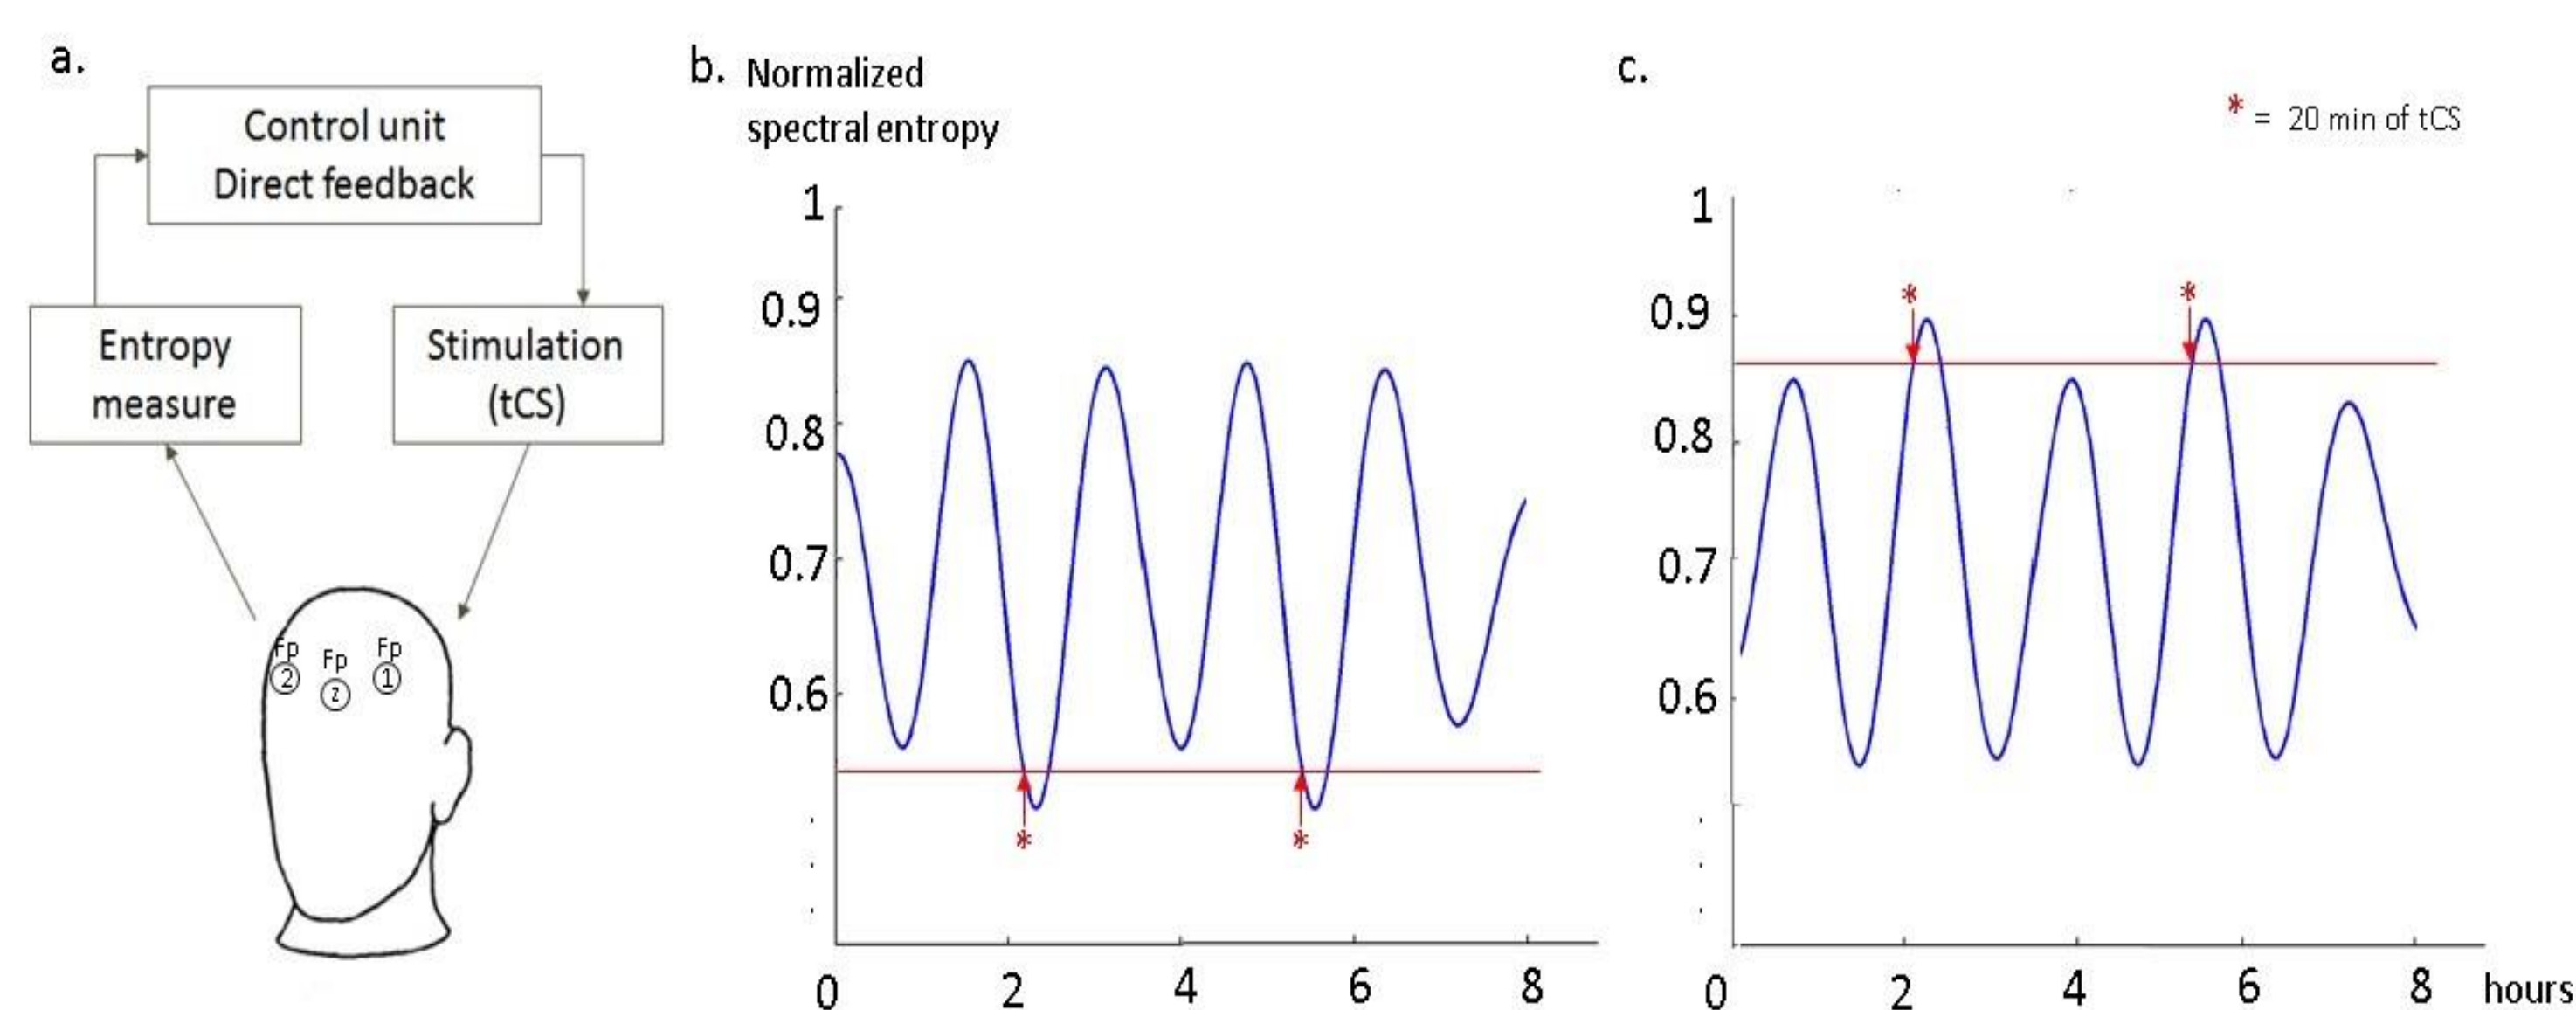 a.
Control unit
Direct feedback
Entropy
measure
Stimulation
(tCS)
Fp
2
Fp
z
Fp
1
b.
Normalized
spectral entropy
1
0.9
0.8
0.7
0.6
*
*
0
2
4
6
8
c.
* = 20 min of tCS
1
0.9
0.8
0.7
0.6
*
*
0
2
4
6
8
hours